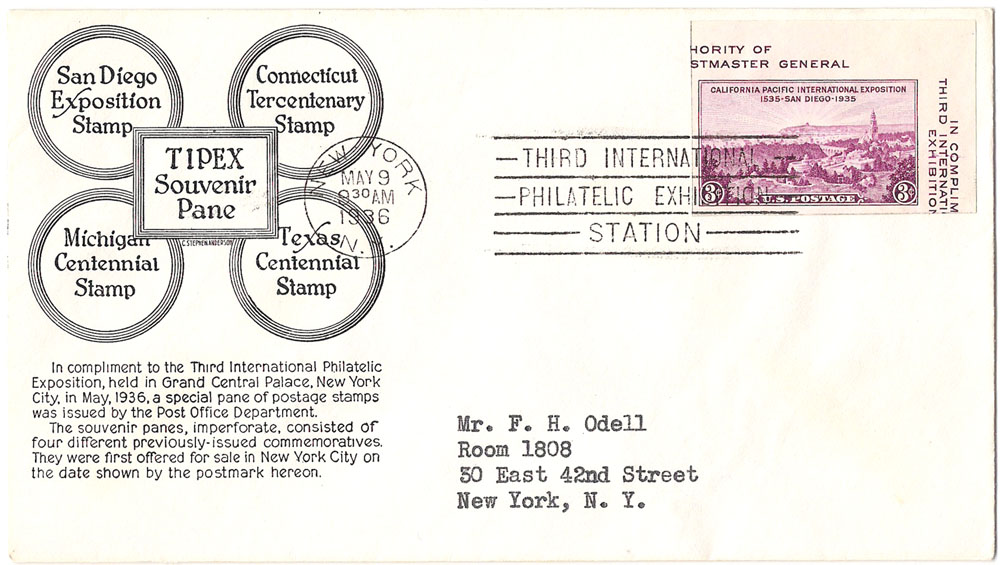 San Diego
Exposition
Stamp
Connecticut
Tercentenary
Stamp
TIPEX
Souvenir
Pane
Michigan
Centennial
Stamp
C. STEPHEN ANDERSON
Texas
Centennial
Stamp
NEW YORK
MAY 9
930 AM
1936
N.Y.
THIRD INTERNATIONAL
PHILATELIC EXHIBITION
STATION
HORITY OF
STMASTER GENERAL
CALIFORNIA PACIFIC INTERNATIONAL EXPOSITION
1535-SAN DIEGO-1935
3 U.S. POSTAGE 3
IN COMPLIM
THIRD INTERNATI
EXHIBITION
In compliment to the Third International Philatelic
Exposition, held in Grand Central Palace, New York
City, in May, 1936, a special pane of postage stamps
was issued by the Post Office Department.
The souvenir panes, imperforate, consisted of
four different previously-issued commemoratives.
They were first offered for sale in New York City on
the date shown by the postmark hereon.
Mr. F. H. Odell
Room 1808
30 East 42nd Street
New York, N. Y.